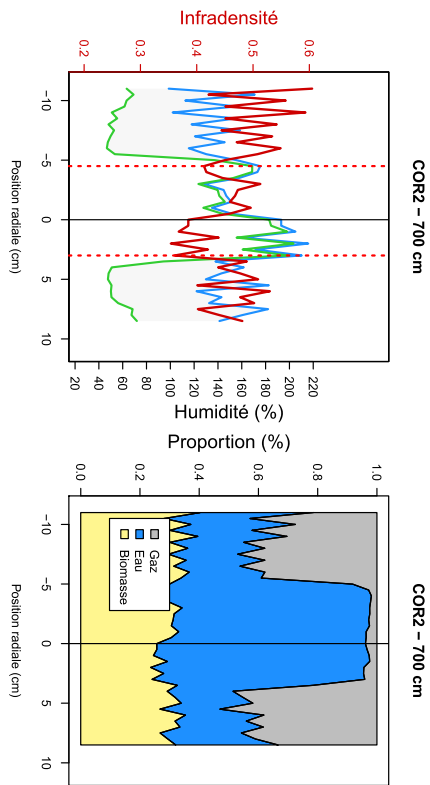 Infradensité
0.2 0.3 0.4 0.5 0.6
COR2 − 700 cm
−10 −5 0 5 10
Position radiale (cm)
20 40 60 80 100 120 140 160 180 200 220
Humidité (%)
Proportion (%)
0.0 0.2 0.4 0.6 0.8 1.0
COR2 − 700 cm
Gaz
Eau
Biomasse
−10 −5 0 5 10
Position radiale (cm)